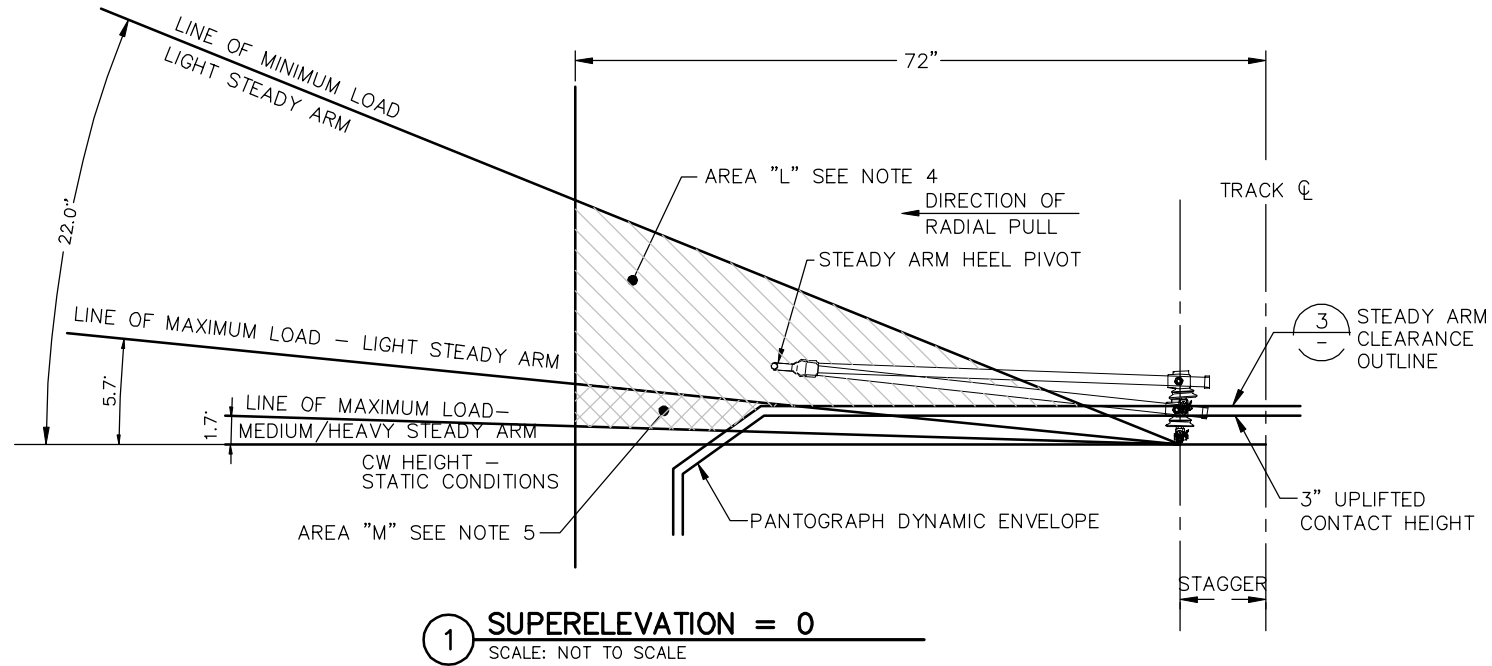 LINE OF MINIMUM LOAD
LIGHT STEADY ARM
72"
AREA "L" SEE NOTE 4
DIRECTION OF
RADIAL PULL
TRACK ℄
STEADY ARM HEEL PIVOT
22.0°
3
-
STEADY ARM
CLEARANCE
OUTLINE
LINE OF MAXIMUM LOAD – LIGHT STEADY ARM
5.7°
1.7°
LINE OF MAXIMUM LOAD–
MEDIUM/HEAVY STEADY ARM
CW HEIGHT –
STATIC CONDITIONS
AREA "M" SEE NOTE 5
PANTOGRAPH DYNAMIC ENVELOPE
3" UPLIFTED
CONTACT HEIGHT
STAGGER
1
SUPERELEVATION = 0
SCALE: NOT TO SCALE